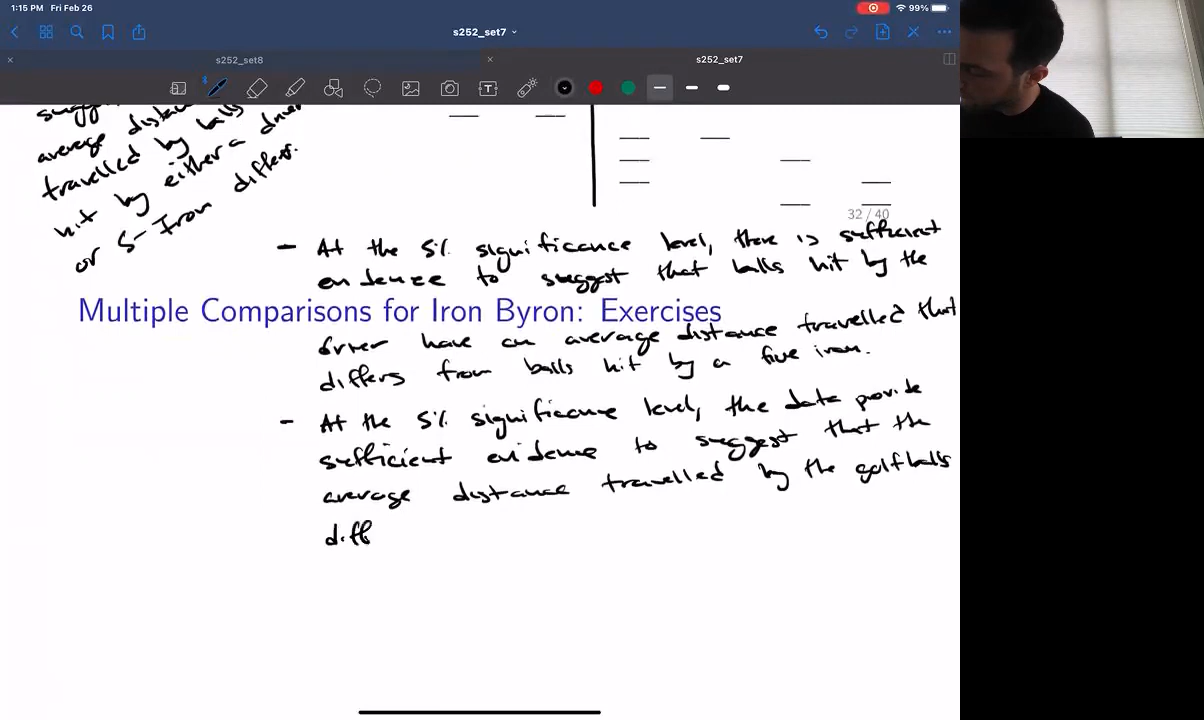 1:15 PM Fri Feb 26
99%
s252_set7
s252_set8
s252_set7
average distance
travelled by balls
hit by either a driver
or 5-Iron differs.
32 / 40
- At the 5% significance level, there is sufficient
evidence to suggest that balls hit by the
Multiple Comparisons for Iron Byron: Exercises
driver have an average distance travelled that
differs from balls hit by a five iron.
- At the 5% significance level, the data provide
sufficient evidence to suggest that the
average distance travelled by the golf balls
diff